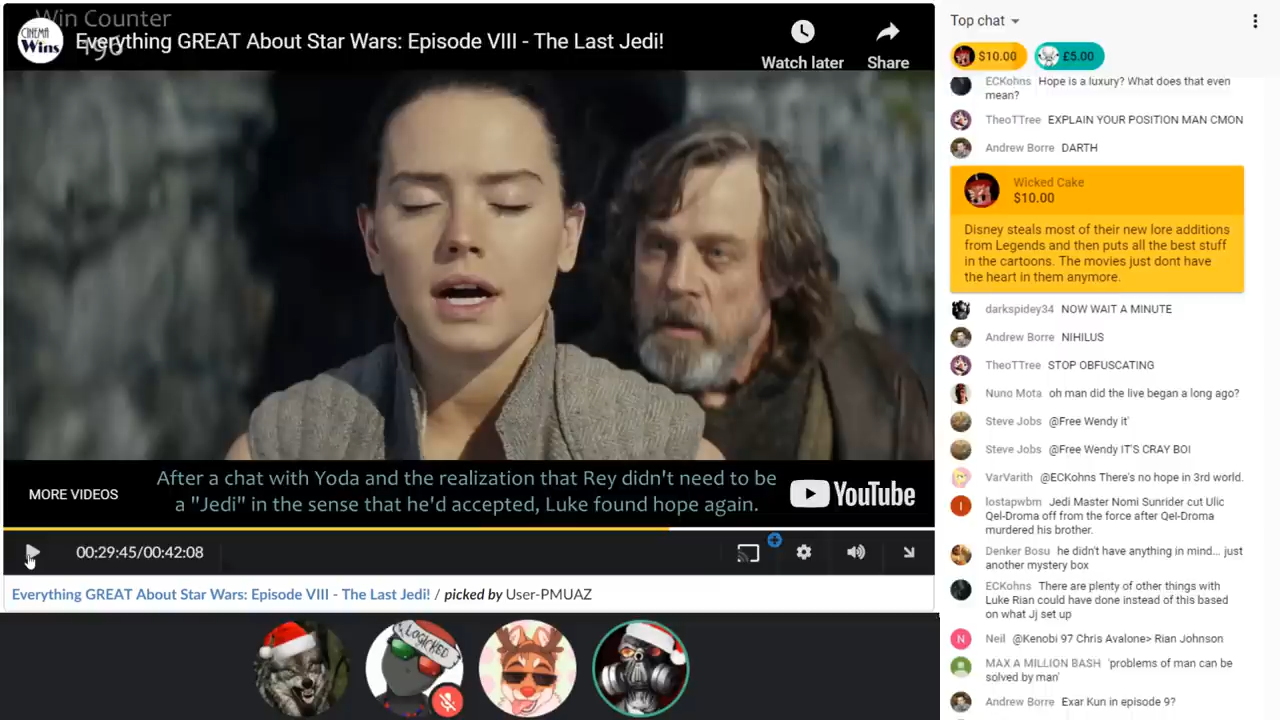 Win Counter
196
CINEMA
Wins
Everything GREAT About Star Wars: Episode VIII - The Last Jedi!
Watch later
Share
After a chat with Yoda and the realization that Rey didn't need to be
a "Jedi" in the sense that he'd accepted, Luke found hope again.
MORE VIDEOS
YouTube
00:29:45/00:42:08
Everything GREAT About Star Wars: Episode VIII - The Last Jedi! / picked by User-PMUAZ
LOGICKED
Top chat
$10.00
£5.00
ECKohns Hope is a luxury? What does that even
mean?
TheoTTree EXPLAIN YOUR POSITION MAN CMON
Andrew Borre DARTH
Wicked Cake
$10.00
Disney steals most of their new lore additions
from Legends and then puts all the best stuff
in the cartoons. The movies just dont have
the heart in them anymore.
darkspidey34 NOW WAIT A MINUTE
Andrew Borre NIHILUS
TheoTTree STOP OBFUSCATING
Nuno Mota oh man did the live began a long ago?
Steve Jobs @Free Wendy it'
Steve Jobs @Free Wendy IT'S CRAY BOI
VarVarith @ECKohns There's no hope in 3rd world.
I
lostapwbm Jedi Master Nomi Sunrider cut Ulic
Qel-Droma off from the force after Qel-Droma
murdered his brother.
Denker Bosu he didn't have anything in mind... just
another mystery box
ECKohns There are plenty of other things with
Luke Rian could have done instead of this based
on what Jj set up
N
Neil @Kenobi 97 Chris Avalone> Rian Johnson
MAX A MILLION BASH 'problems of man can be
solved by man'
Andrew Borre Exar Kun in episode 9?